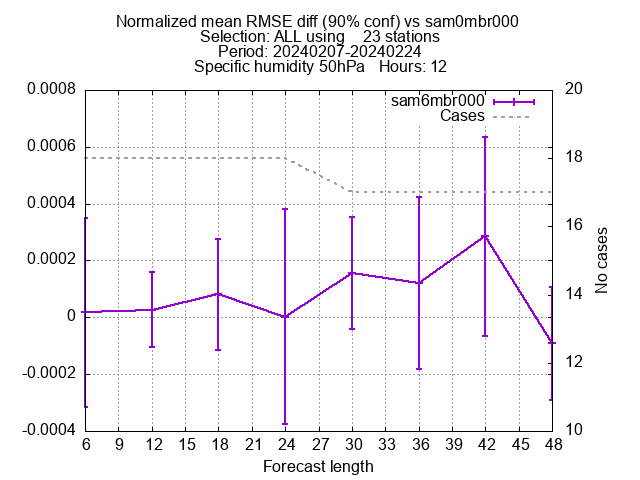 Normalized mean RMSE diff (90% conf) vs sam0mbr000
Selection: ALL using    23 stations
Period: 20240207-20240224
Specific humidity 50hPa   Hours: 12
0.0008
0.0006
0.0004
0.0002
0
-0.0002
-0.0004
20
18
16
14
12
10
No cases
sam6mbr000
Cases
6 9 12 15 18 21 24 27 30 33 36 39 42 45 48
Forecast length